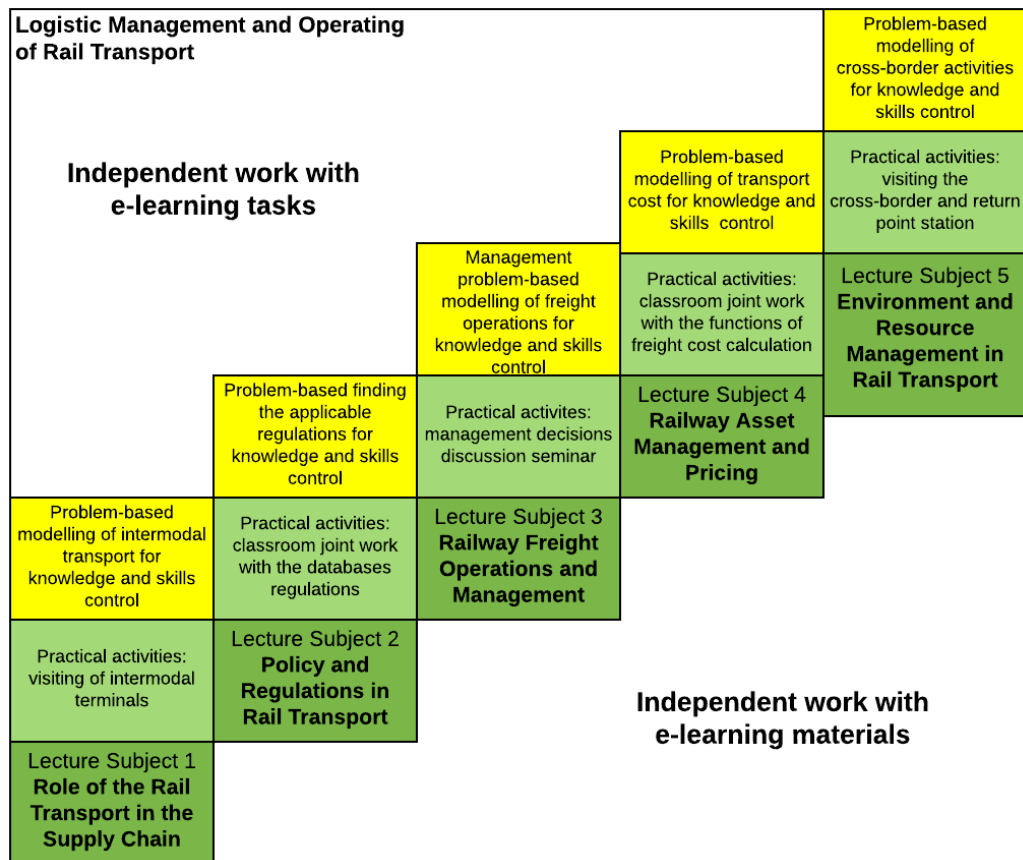 Logistic Management and Operating
of Rail Transport
Independent work with
e-learning tasks
Problem-based
modelling of
cross-border activities
for knowledge and
skills control
Problem-based
modelling of transport
cost for knowledge and
skills control
Practical activities:
visiting the
cross-border and return
point station
Management
problem-based
modelling of freight
operations for
knowledge and skills
control
Practical activities:
classroom joint work
with the functions of
freight cost calculation
Lecture Subject 5
Environment and
Resource
Management in
Rail Transport
Problem-based finding
the applicable
regulations for
knowledge and skills
control
Practical activites:
management decisions
discussion seminar
Lecture Subject 4
Railway Asset
Management and
Pricing
Problem-based
modelling of intermodal
transport for
knowledge and skills
control
Practical activities:
classroom joint work
with the databases
regulations
Lecture Subject 3
Railway Freight
Operations and
Management
Practical activities:
visiting of intermodal
terminals
Lecture Subject 2
Policy and
Regulations in
Rail Transport
Independent work with
e-learning materials
Lecture Subject 1
Role of the Rail
Transport in the
Supply Chain